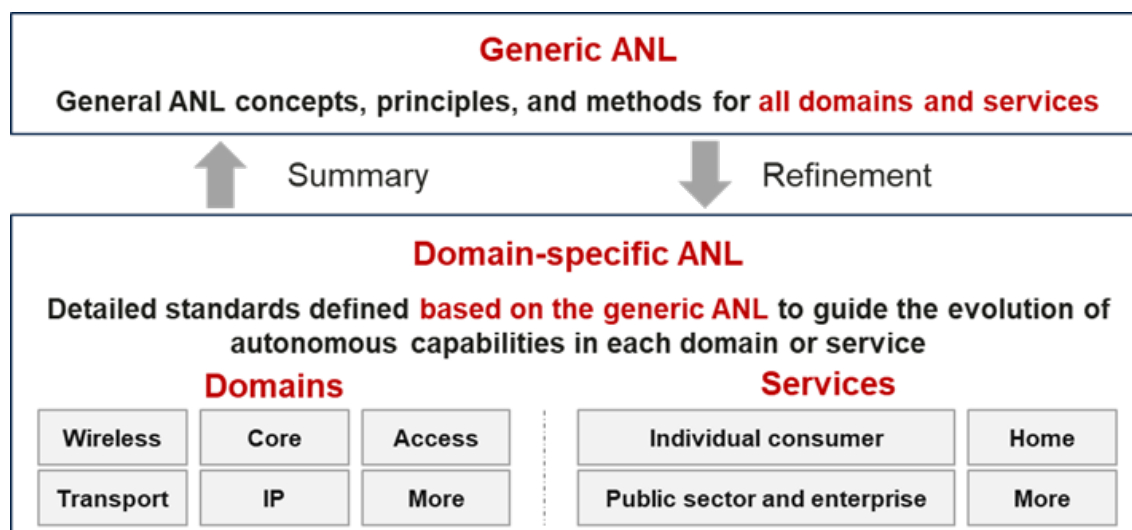 Generic ANL
General ANL concepts, principles, and methods for all domains and services
Summary
Refinement
Domain-specific ANL
Detailed standards defined based on the generic ANL to guide the evolution of
autonomous capabilities in each domain or service
Domains
Services
Wireless
Core
Access
Individual consumer
Home
Transport
IP
More
Public sector and enterprise
More